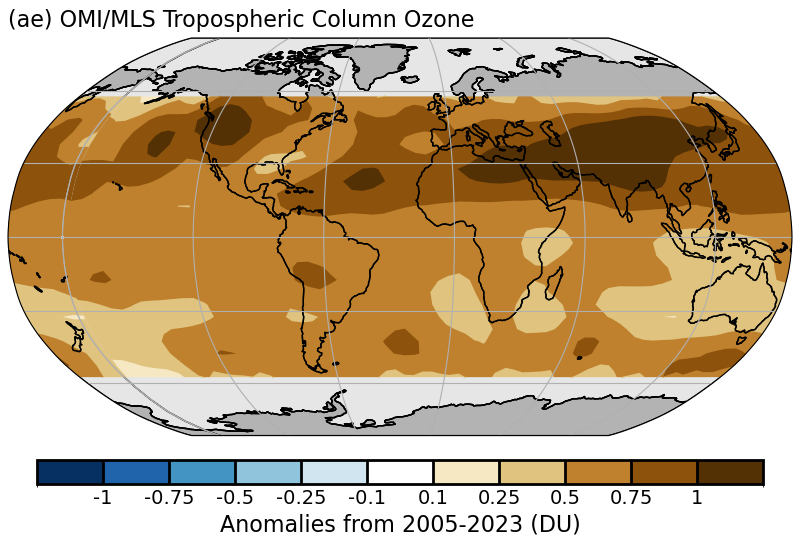 (ae) OMI/MLS Tropospheric Column Ozone
-1 -0.75 -0.5 -0.25 -0.1 0.1 0.25 0.5 0.75 1
Anomalies from 2005-2023 (DU)